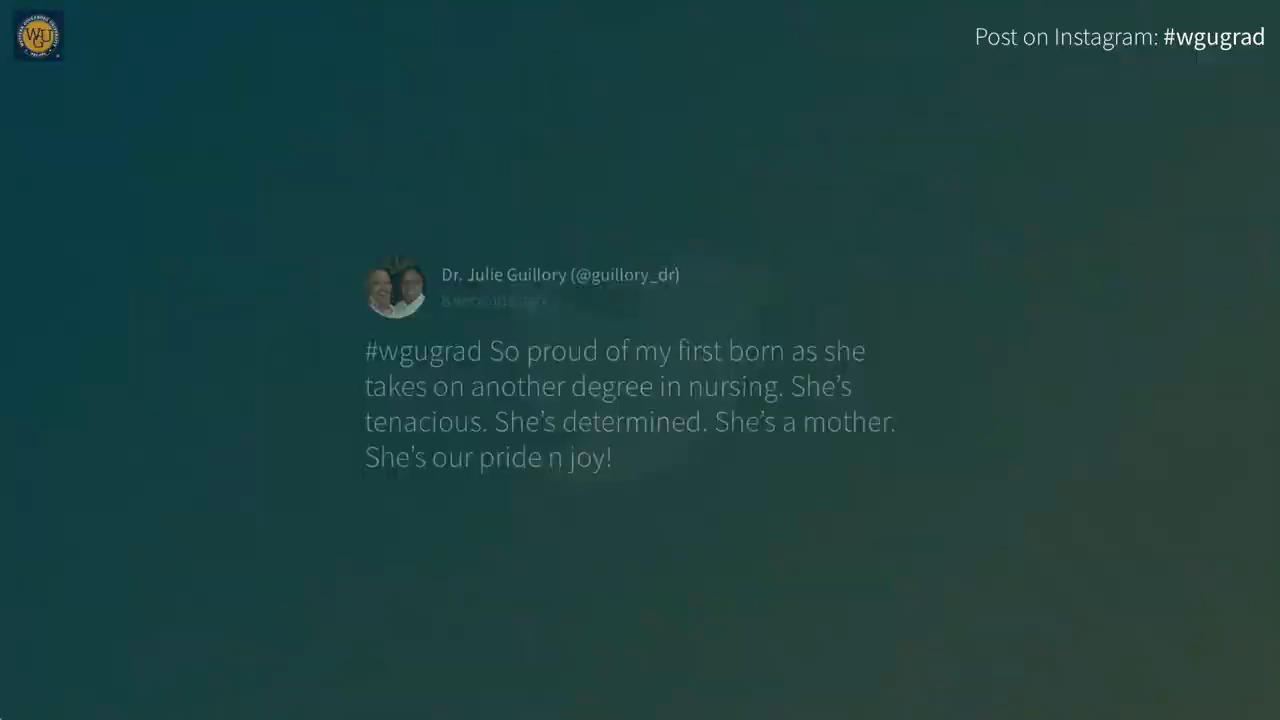 WGU
Post on Instagram: #wgugrad
Dr. Julie Guillory (@guillory_dr)
#wgugrad So proud of my first born as she
takes on another degree in nursing. She’s
tenacious. She’s determined. She’s a mother.
She’s our pride n joy!